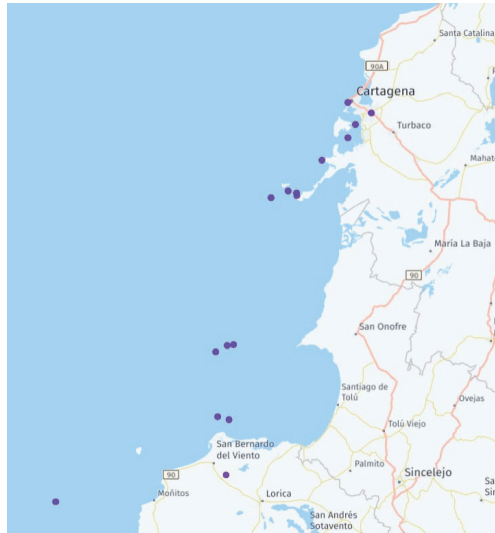 Santa Catalina
90A
Cartagena
Turbaco
Mahat
María La Baja
90
San Onofre
Santiago de
Tolú
Ovejas
Tolú Viejo
San Bernardo
del Viento
90
Palmito
Sincelejo
Moñitos
Lorica
San Andrés
Sotavento